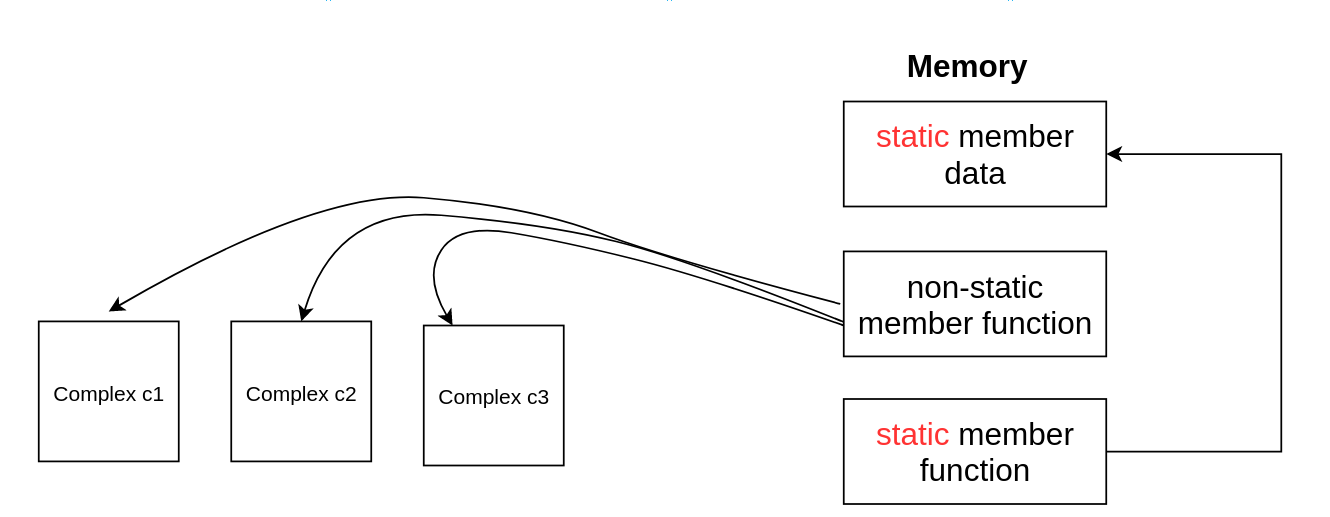 Memory
static member
data
non-static
member function
Complex c1
Complex c2
Complex c3
static member
function